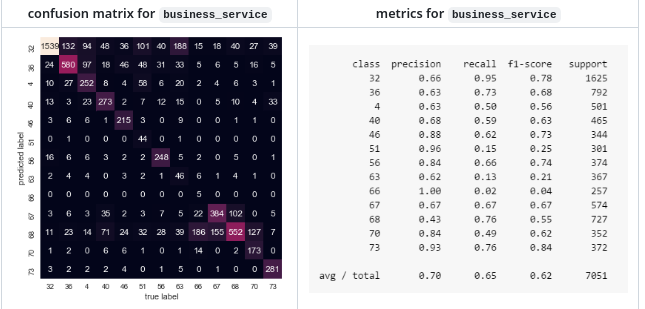 confusion matrix for business_service
metrics for business_service
32 1539 132 94 48 36 101 40 188 15 18 40 27 39
36 24 580 97 18 46 48 31 33 5 6 5 16 5
4 10 27 252 8 4 58 6 20 2 4 6 3 1
40 13 3 23 273 2 7 12 15 0 5 10 4 33
46 3 6 6 1 215 3 0 9 5 0 1 1 0
51 0 1 0 0 0 44 0 1 0 0 0 0 0
56 16 6 6 3 2 2 248 5 2 0 5 0 1
63 2 4 4 0 3 2 1 46 6 1 4 1 0
66 0 0 0 0 0 0 0 0 5 0 0 0 0
67 3 6 3 35 2 3 7 5 22 384 102 0 5
68 11 23 14 71 24 32 28 39 186 155 552 127 7
70 1 2 0 6 6 1 0 1 14 0 2 173 0
73 3 2 2 2 4 0 1 5 0 1 0 0 281
32 36 4 40 46 51 56 63 66 67 68 70 73
predicted label
true label
class precision recall f1-score support
32 0.66 0.95 0.78 1625
36 0.63 0.73 0.68 792
4 0.63 0.50 0.56 501
40 0.68 0.59 0.63 465
46 0.88 0.62 0.73 344
51 0.96 0.15 0.25 301
56 0.84 0.66 0.74 374
63 0.62 0.13 0.21 367
66 1.00 0.02 0.04 257
67 0.67 0.67 0.67 574
68 0.43 0.76 0.55 727
70 0.84 0.49 0.62 352
73 0.93 0.76 0.84 372
avg / total 0.70 0.65 0.62 7051